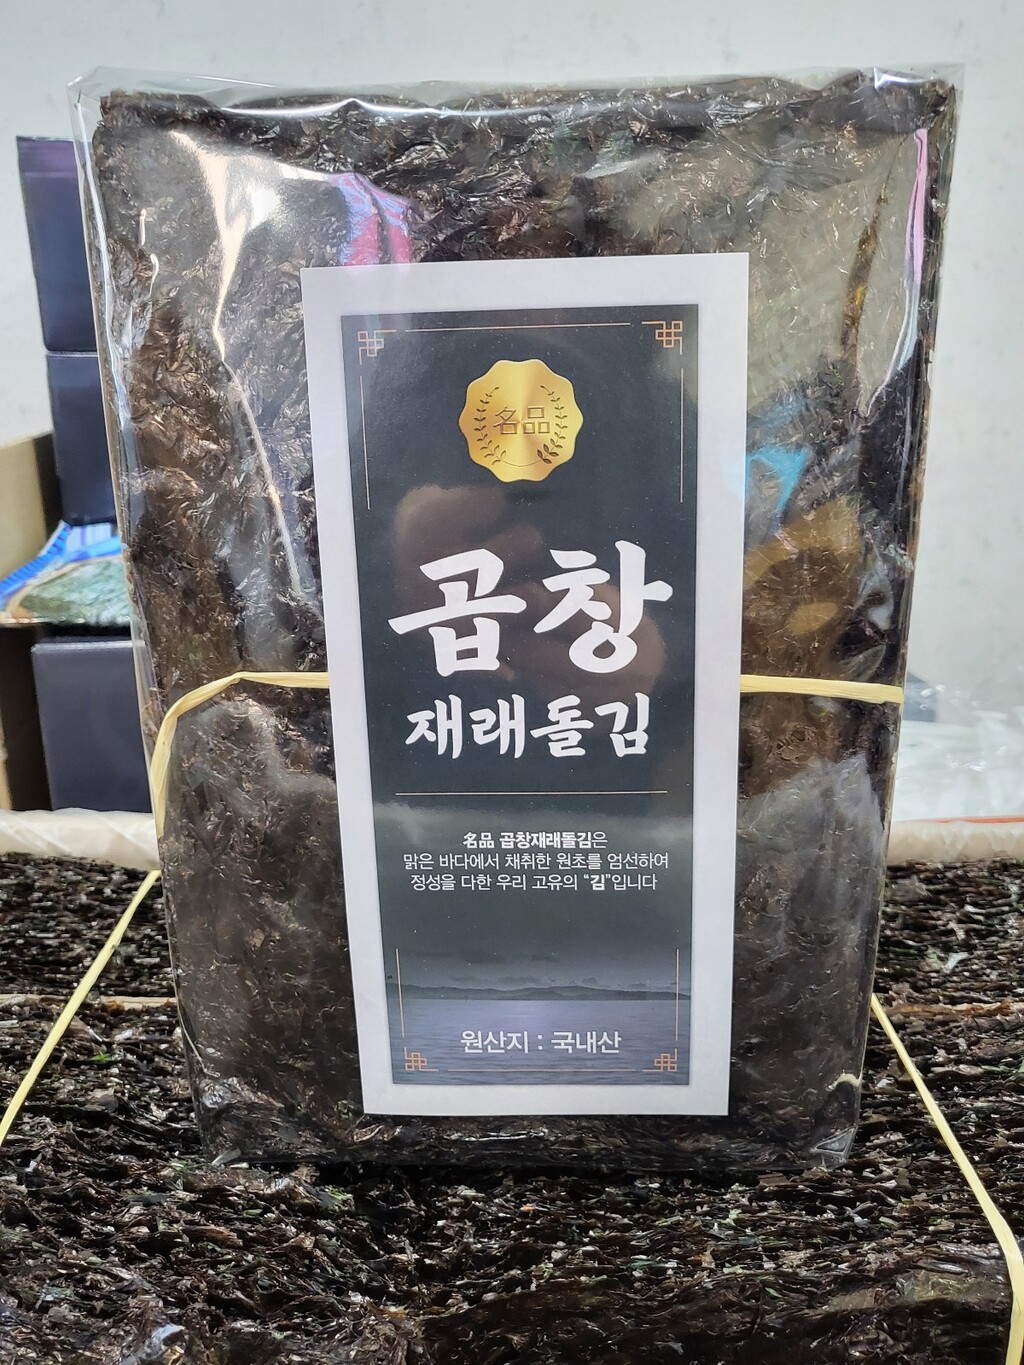 名品
곱창
재래돌김
名品 곱창재래돌김은
맑은 바다에서 채취한 원초를 엄선하여
정성을 다한 우리 고유의 “김”입니다
원산지 : 국내산